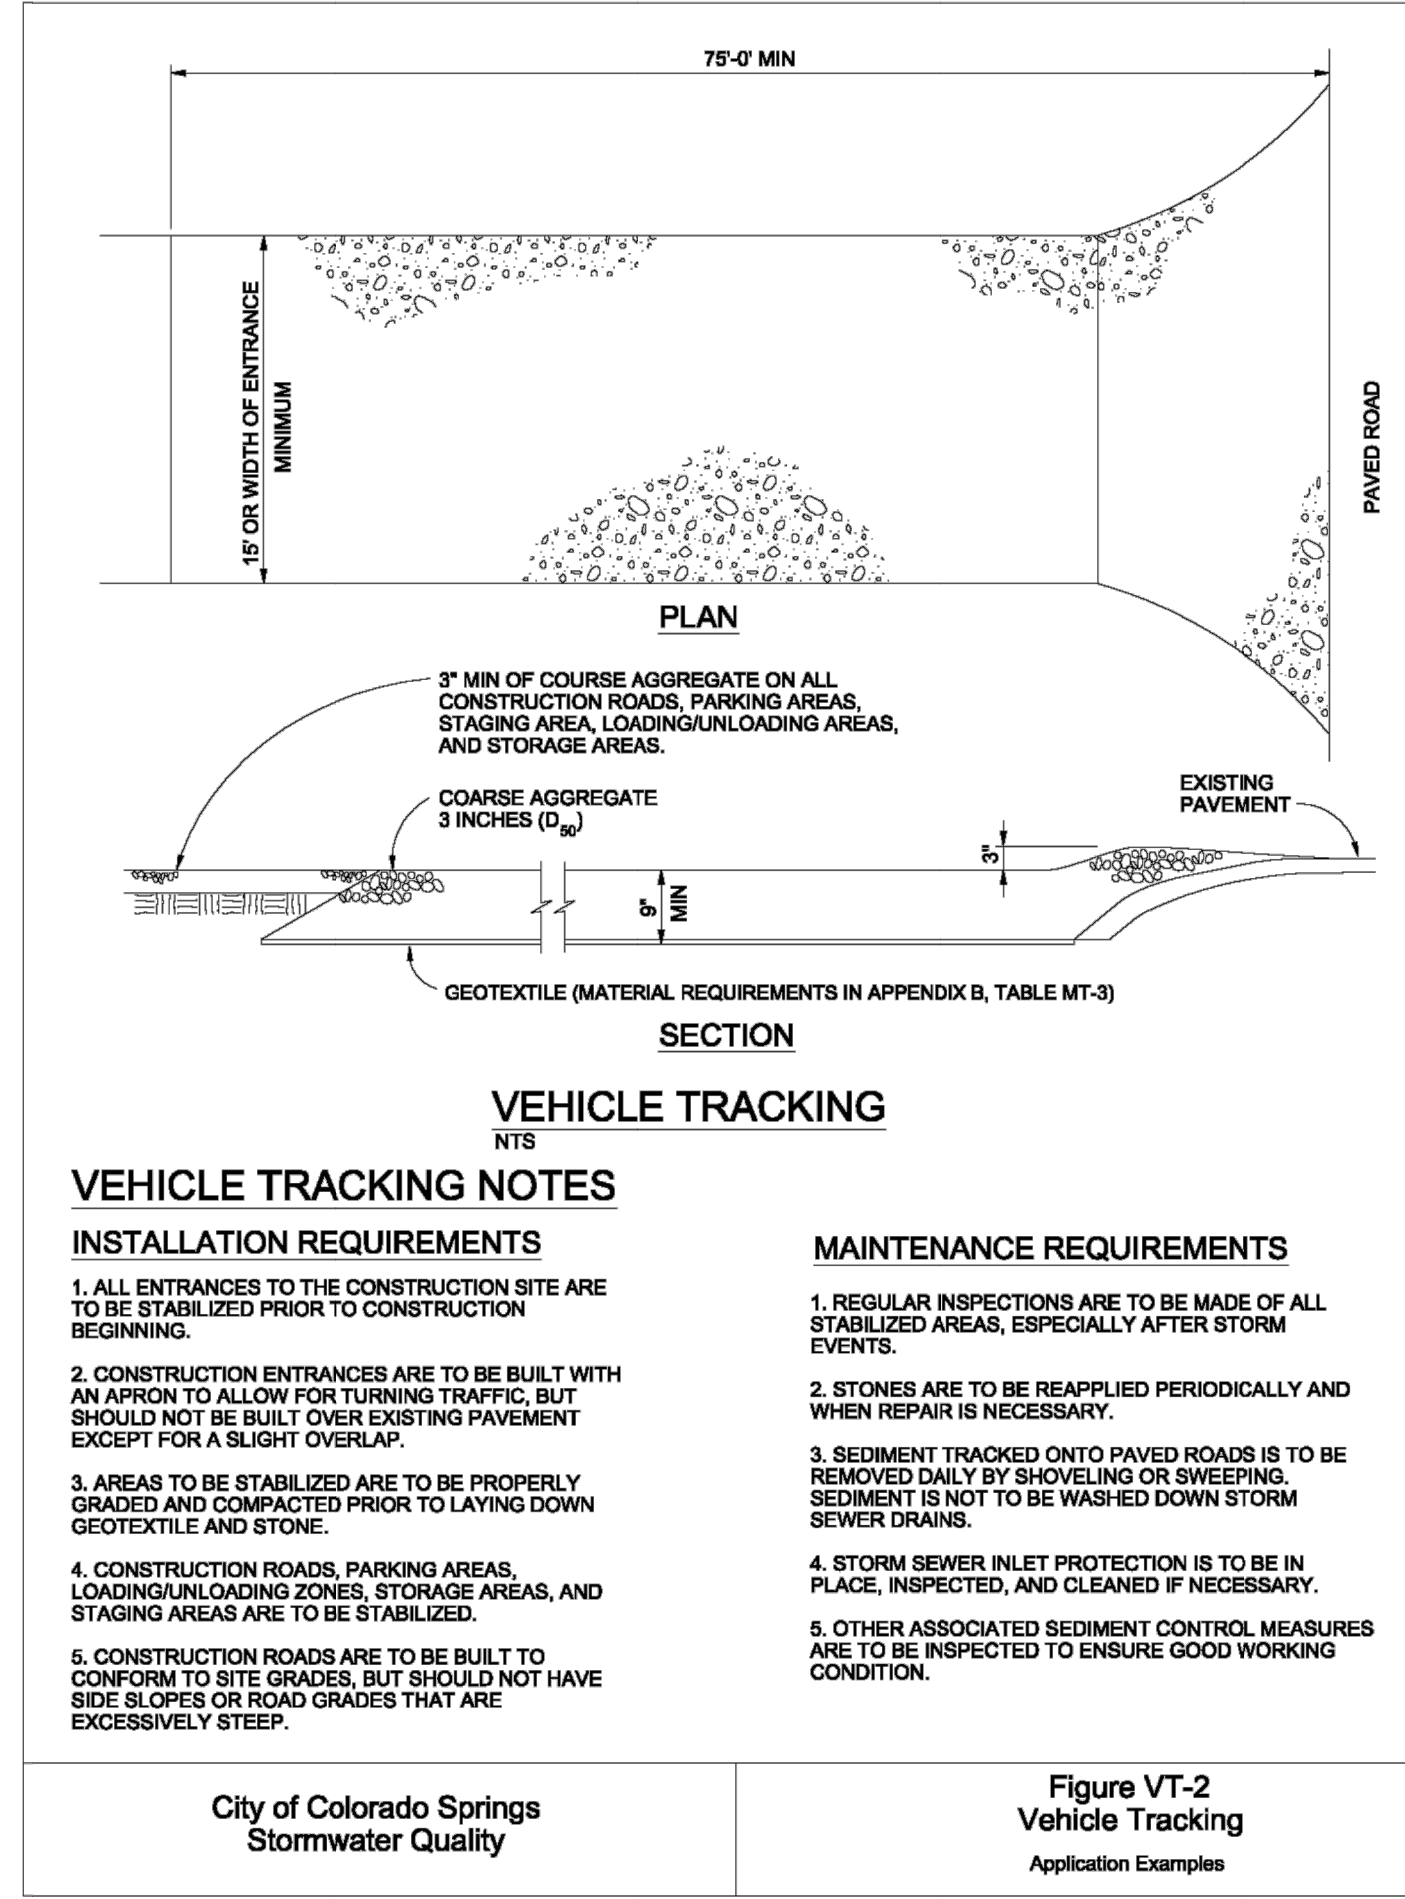 75'-0' MIN
15' OR WIDTH OF ENTRANCE
MINIMUM
PAVED ROAD
PLAN
3" MIN OF COURSE AGGREGATE ON ALL
CONSTRUCTION ROADS, PARKING AREAS,
STAGING AREA, LOADING/UNLOADING AREAS,
AND STORAGE AREAS.
COARSE AGGREGATE
3 INCHES (D50)
EXISTING
PAVEMENT
3"
9"
MIN
GEOTEXTILE (MATERIAL REQUIREMENTS IN APPENDIX B, TABLE MT-3)
SECTION
VEHICLE TRACKING
NTS
VEHICLE TRACKING NOTES
INSTALLATION REQUIREMENTS
1. ALL ENTRANCES TO THE CONSTRUCTION SITE ARE
TO BE STABILIZED PRIOR TO CONSTRUCTION
BEGINNING.
2. CONSTRUCTION ENTRANCES ARE TO BE BUILT WITH
AN APRON TO ALLOW FOR TURNING TRAFFIC, BUT
SHOULD NOT BE BUILT OVER EXISTING PAVEMENT
EXCEPT FOR A SLIGHT OVERLAP.
3. AREAS TO BE STABILIZED ARE TO BE PROPERLY
GRADED AND COMPACTED PRIOR TO LAYING DOWN
GEOTEXTILE AND STONE.
4. CONSTRUCTION ROADS, PARKING AREAS,
LOADING/UNLOADING ZONES, STORAGE AREAS, AND
STAGING AREAS ARE TO BE STABILIZED.
5. CONSTRUCTION ROADS ARE TO BE BUILT TO
CONFORM TO SITE GRADES, BUT SHOULD NOT HAVE
SIDE SLOPES OR ROAD GRADES THAT ARE
EXCESSIVELY STEEP.
MAINTENANCE REQUIREMENTS
1. REGULAR INSPECTIONS ARE TO BE MADE OF ALL
STABILIZED AREAS, ESPECIALLY AFTER STORM
EVENTS.
2. STONES ARE TO BE REAPPLIED PERIODICALLY AND
WHEN REPAIR IS NECESSARY.
3. SEDIMENT TRACKED ONTO PAVED ROADS IS TO BE
REMOVED DAILY BY SHOVELING OR SWEEPING.
SEDIMENT IS NOT TO BE WASHED DOWN STORM
SEWER DRAINS.
4. STORM SEWER INLET PROTECTION IS TO BE IN
PLACE, INSPECTED, AND CLEANED IF NECESSARY.
5. OTHER ASSOCIATED SEDIMENT CONTROL MEASURES
ARE TO BE INSPECTED TO ENSURE GOOD WORKING
CONDITION.
City of Colorado Springs
Stormwater Quality
Figure VT-2
Vehicle Tracking
Application Examples